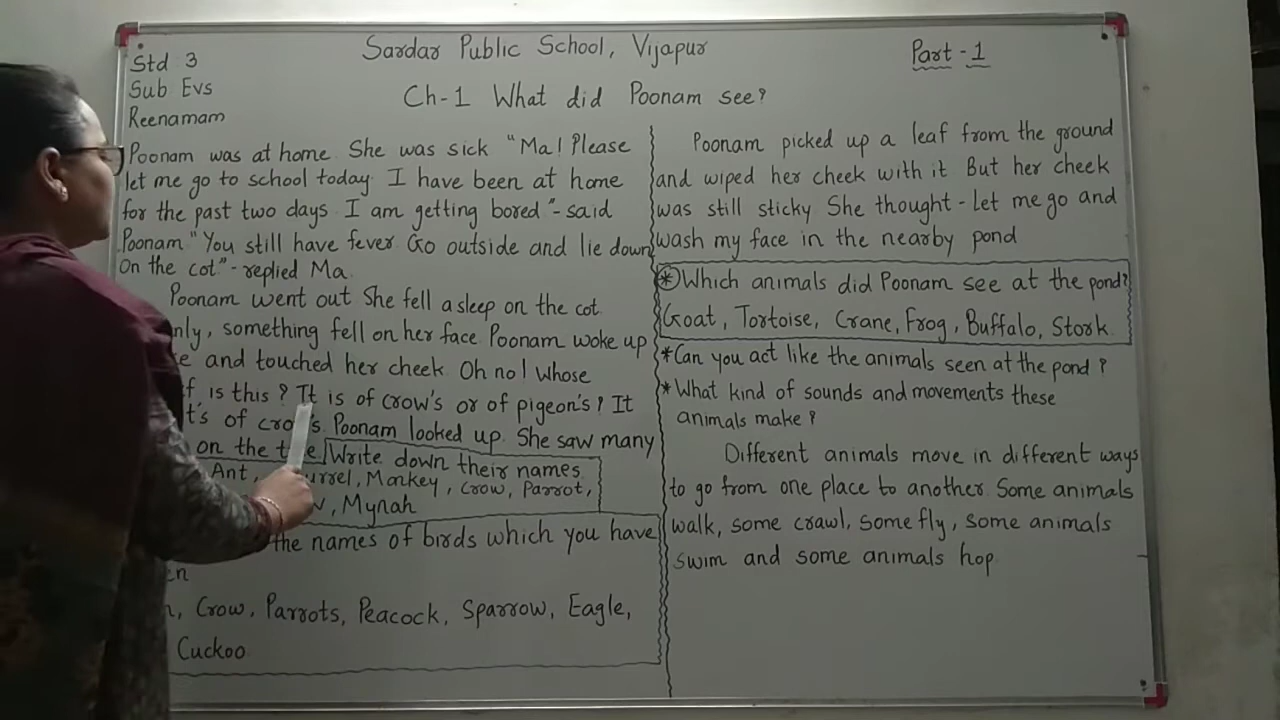 Std 3
Sub Evs
Reenamam
Sardar Public School, Vijapur
Part - 1
Ch-1 What did Poonam see?
Poonam was at home. She was sick "Ma! Please
let me go to school today. I have been at home
for the past two days. I am getting bored"- said
Poonam "You still have fever Go outside and lie down
on the cot" - replied Ma.
Poonam went out She fell a sleep on the cot.
something fell on her face Poonam woke up
and touched her cheek. Oh no! Whose
is this? It is of crow's or of pigeon's? It
of Poonam looked up. She saw many
on the Write down their names
Ant, Monkey, Crow, Parrot,
Mynah
the names of birds which you have
Crow, Parrots, Peacock, Sparrow, Eagle,
Cuckoo
Poonam picked up a leaf from the ground
and wiped her cheek with it But her cheek
was still sticky She thought - Let me go and
wash my face in the nearby pond
* Which animals did Poonam see at the pond?
Goat, Tortoise, Crane, Frog, Buffalo, Stork.
* Can you act like the animals seen at the pond?
* What kind of sounds and movements these
animals make?
Different animals move in different ways
to go from one place to another. Some animals
walk, some crawl, some fly, some animals
swim and some animals hop.